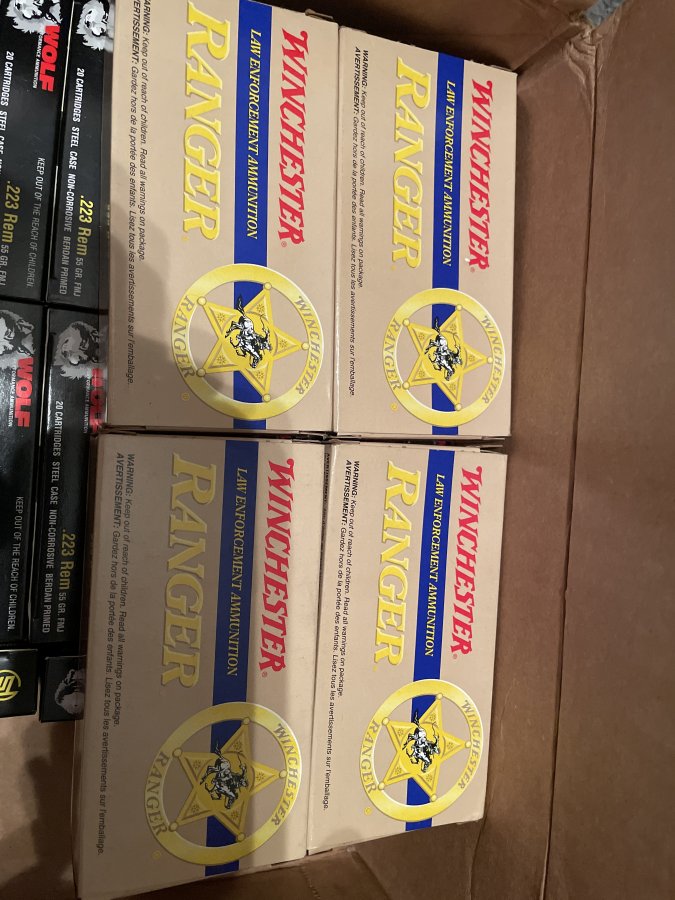 WOLF
PERFORMANCE AMMUNITION
20 CARTRIDGES STEEL CASE
KEEP OUT OF THE REACH OF CHILDREN
.223 Rem 55 GR. FMJ
20 CARTRIDGES STEEL CASE NON-CORROSIVE BERDAN PRIMED
.223 Rem 55 GR. FMJ
WINCHESTER®
LAW ENFORCEMENT AMMUNITION
RANGER®
WARNING: Keep out of reach of children. Read all warnings on package.
AVERTISSEMENT: Gardez hors de la portée des enfants. Lisez tous les avertissements sur l'emballage.
WINCHESTER
RANGER
®
WINCHESTER®
LAW ENFORCEMENT AMMUNITION
RANGER®
WARNING: Keep out of reach of children. Read all warnings on package.
AVERTISSEMENT: Gardez hors de la portée des enfants. Lisez tous les avertissements sur l'emballage.
WINCHESTER
RANGER
®
WOLF
PERFORMANCE AMMUNITION
KEEP OUT OF THE REACH OF CHILDREN.
20 CARTRIDGES STEEL CASE NON-CORROSIVE BERDAN PRIMED
.223 Rem 55 GR. FMJ
WINCHESTER®
LAW ENFORCEMENT AMMUNITION
RANGER
WARNING: Keep out of reach of children. Read all warnings on package.
AVERTISSEMENT: Gardez hors de la portée des enfants. Lisez tous les avertissements sur l'emballage.
WINCHESTER
RANGER
®
WINCHESTER®
LAW ENFORCEMENT AMMUNITION
RANGER
WARNING: Keep out of reach of children. Read all warnings on package.
AVERTISSEMENT: Gardez hors de la portée des enfants. Lisez tous les avertissements sur l'emballage.
WINCHESTER
RANGER
®